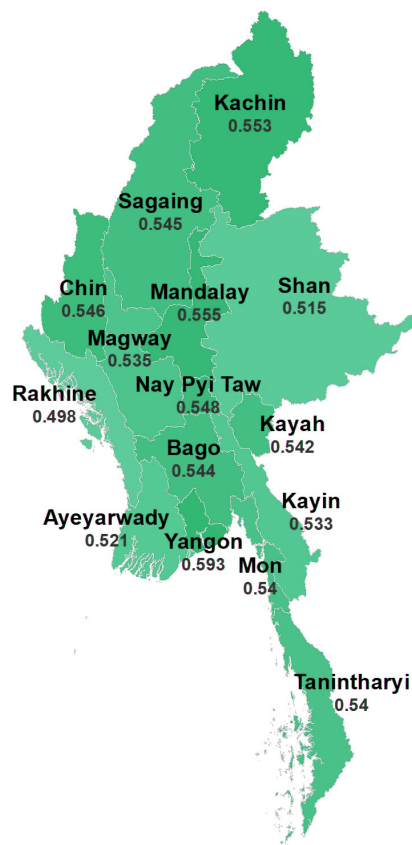 Kachin
0.553
Sagaing
0.545
Chin
0.546
Mandalay
0.555
Shan
0.515
Magway
0.535
Nay Pyi Taw
0.548
Rakhine
0.498
Kayah
0.542
Bago
0.544
Kayin
0.533
Ayeyarwady
0.521
Yangon
0.593
Mon
0.54
Tanintharyi
0.54